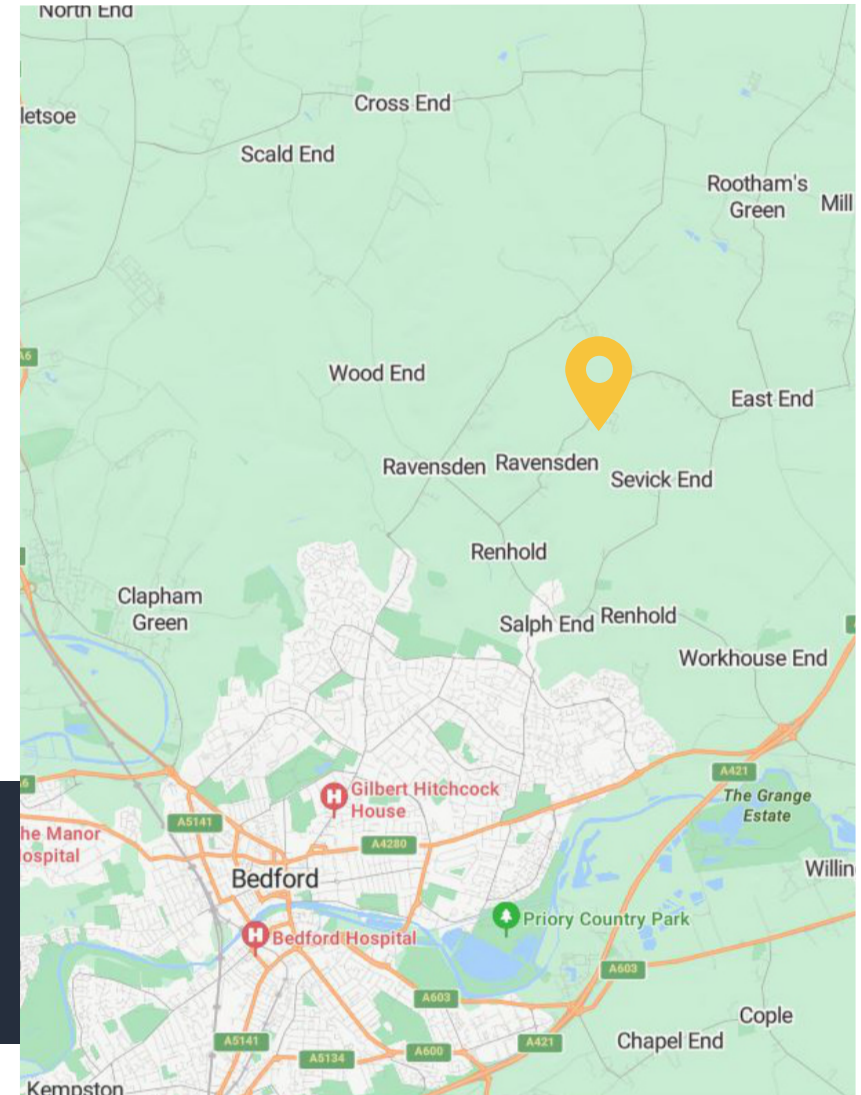 North End
letsoe
Cross End
Scald End
Rootham's
Green
Mill
A6
Wood End
East End
Ravensden
Ravensden
Sevick End
Renhold
Clapham
Green
Salph End
Renhold
Workhouse End
A421
The Grange
Estate
Gilbert Hitchcock
House
A5141
he Manor
ospital
A4280
Willin
Bedford
Priory Country Park
Bedford Hospital
A603
A603
Cople
Chapel End
A5141
A5134
A600
A421
Kempston